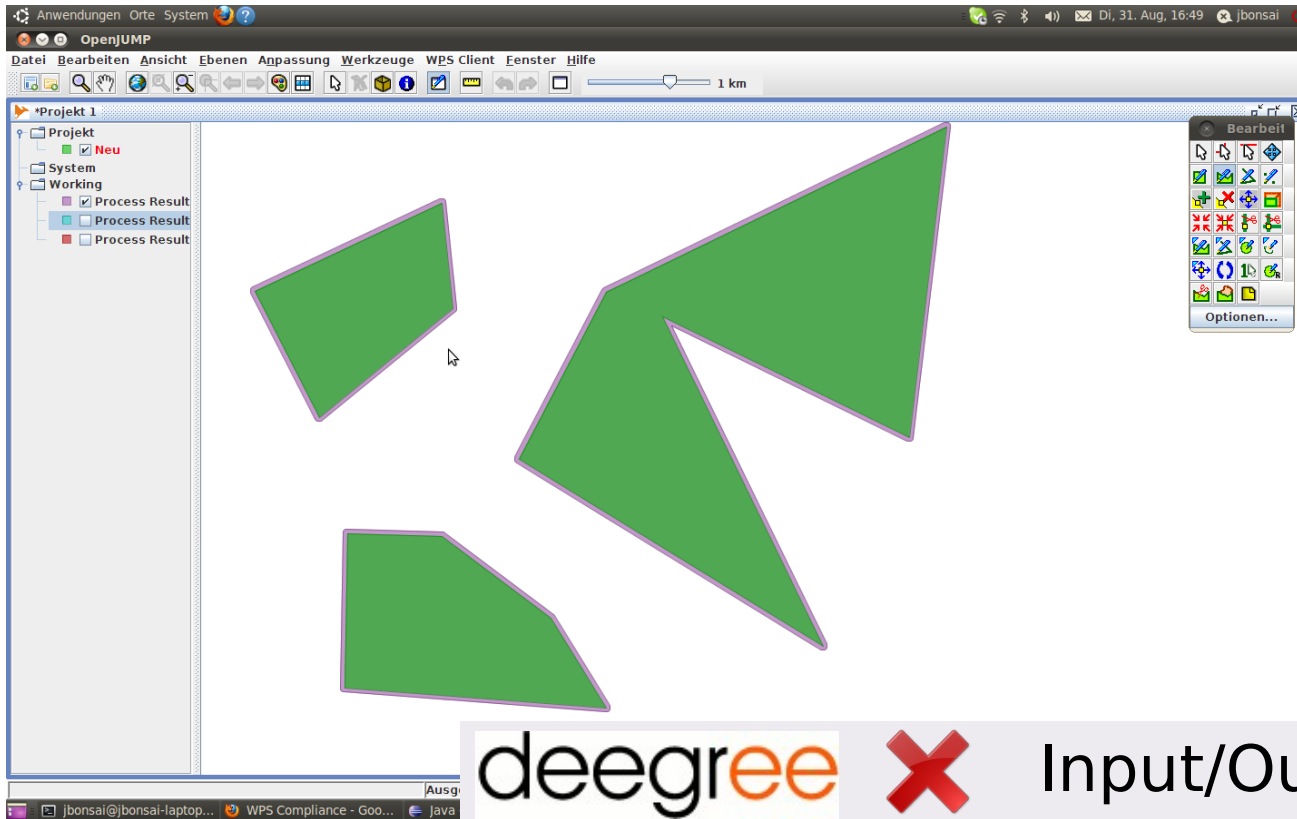 Anwendungen Orte System Di, 31. Aug, 16:49 jbonsai
OpenJUMP
Datei Bearbeiten Ansicht Ebenen Anpassung Werkzeuge WPS Client Fenster Hilfe
1 km
*Projekt 1
Projekt
Neu
System
Working
Process Result
Process Result
Process Result
Bearbeit
Optionen...
deegree Input/Ou
Ausg
jbonsai@jbonsai-laptop... WPS Compliance - Goo... Java